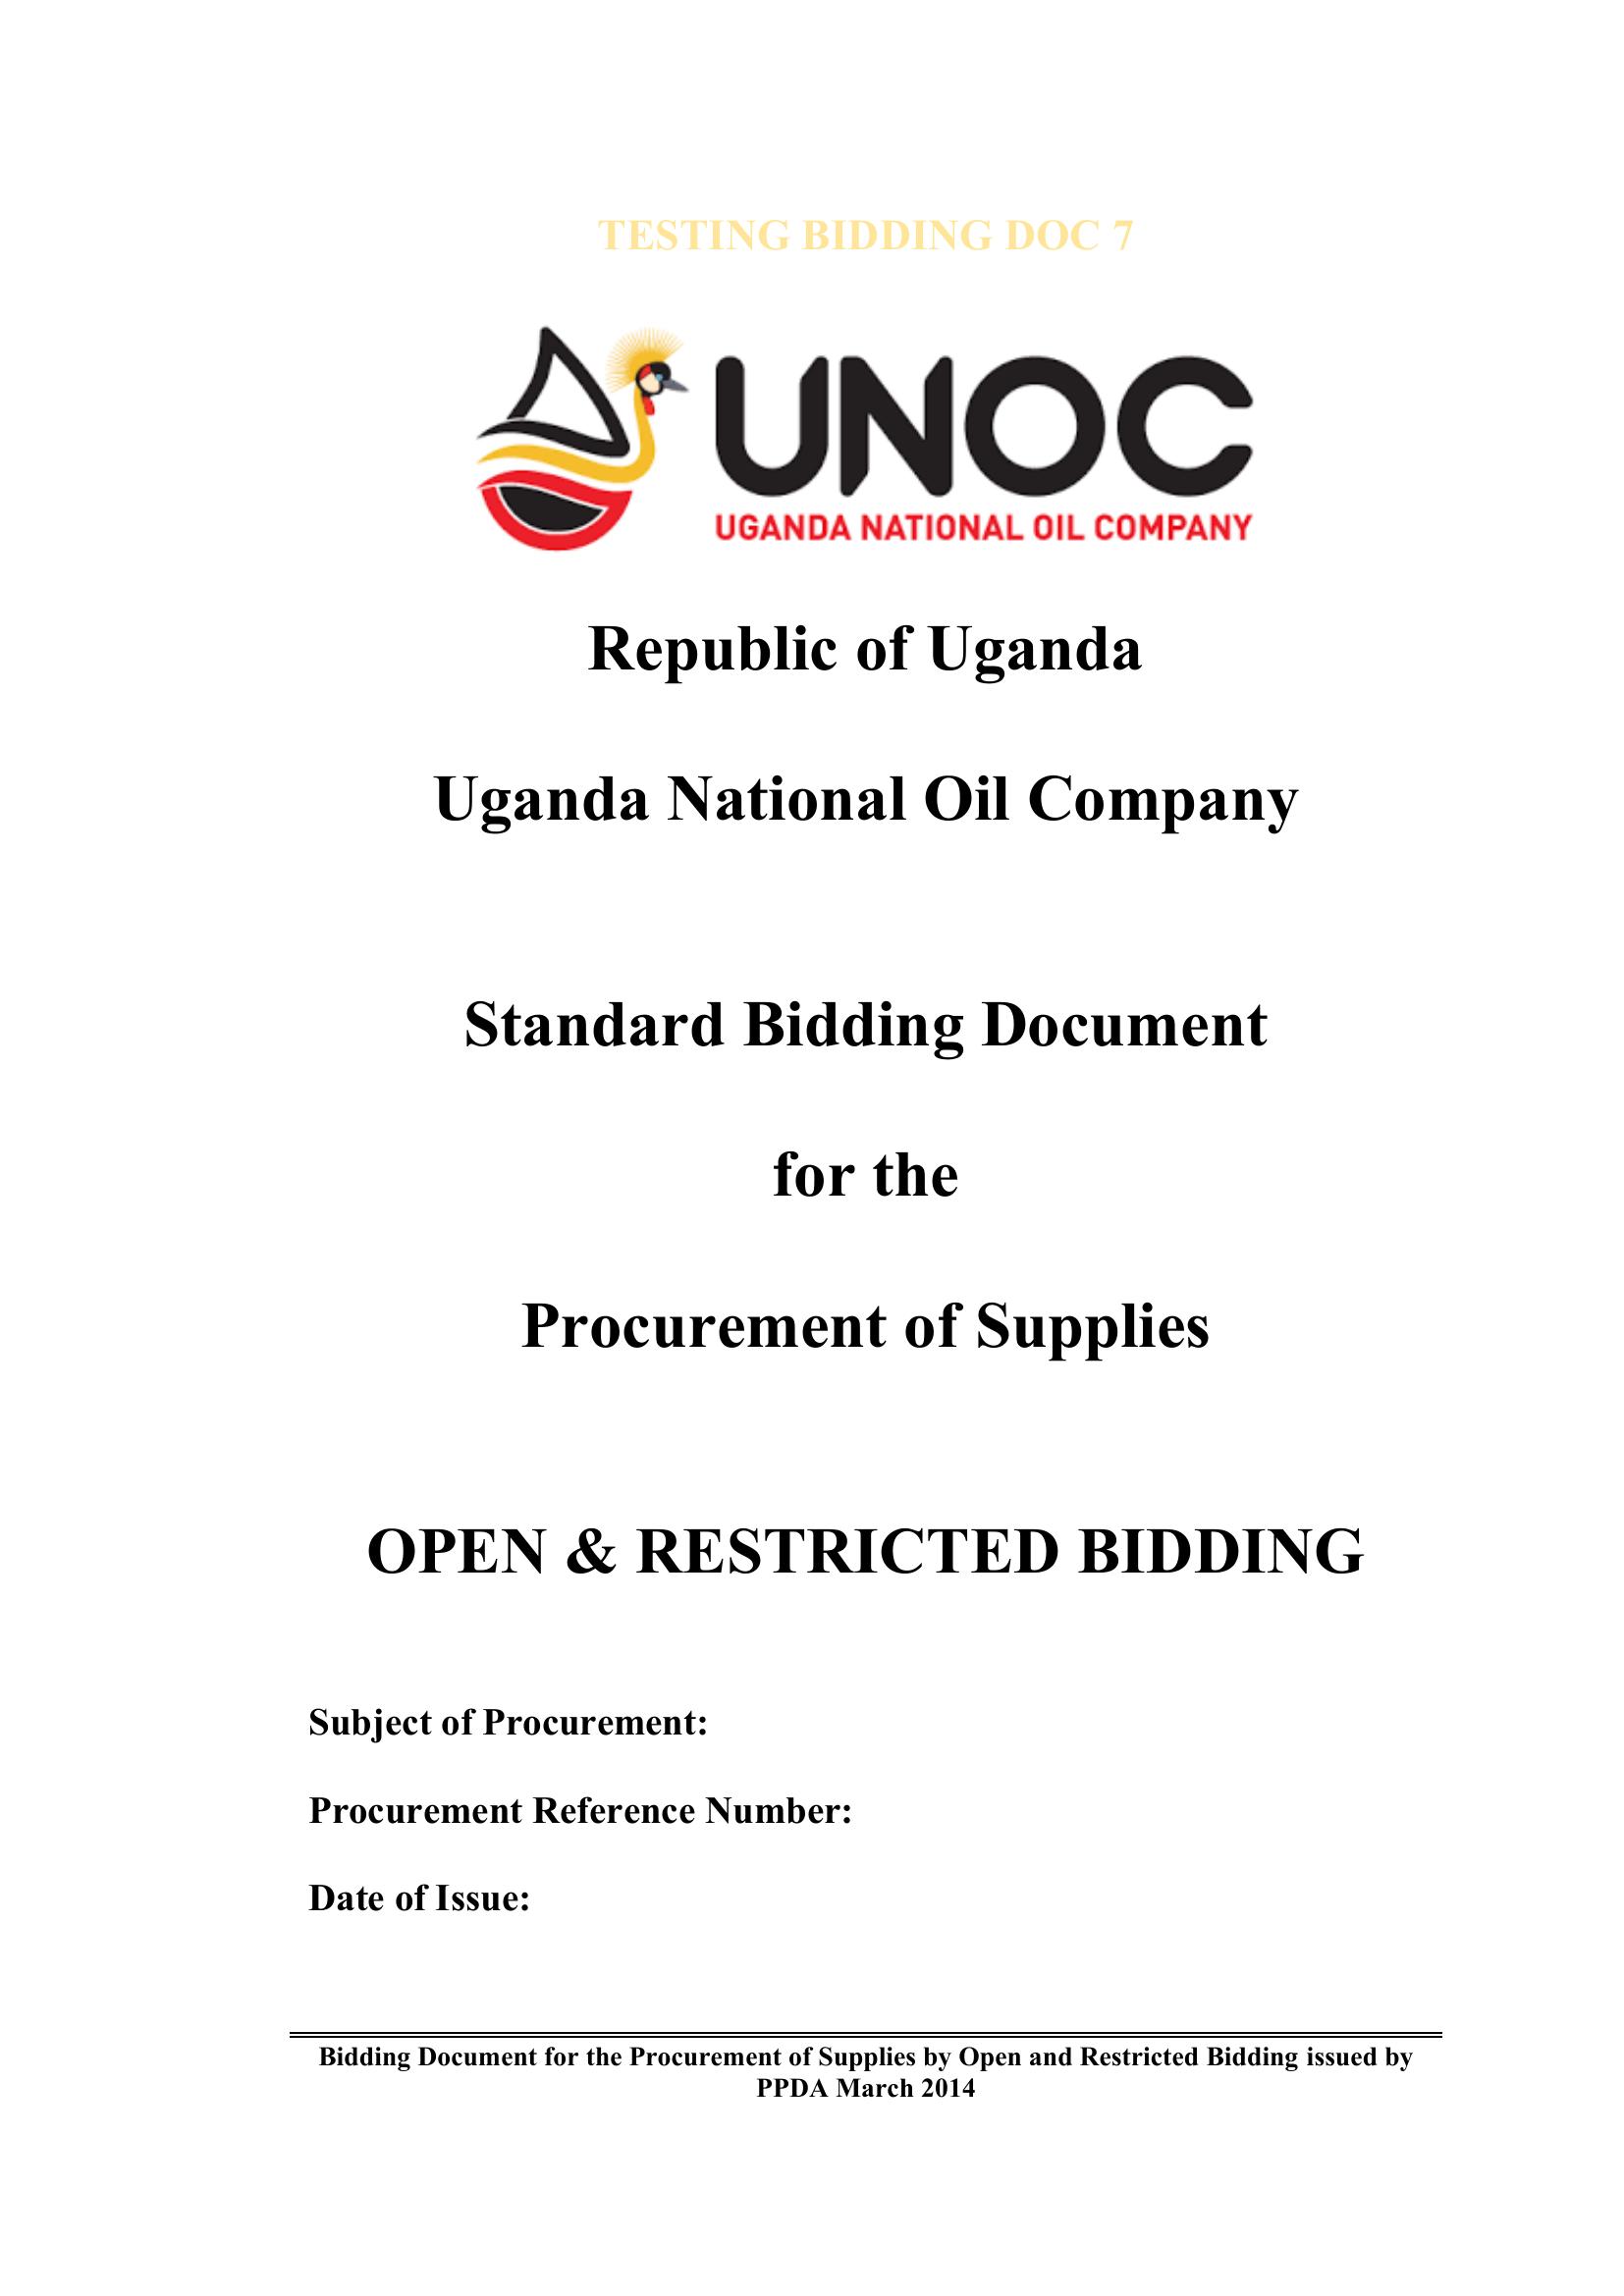 TESTING BIDDING DOC 7
UNOC
UGANDA NATIONAL OIL COMPANY
Republic of Uganda
Uganda National Oil Company
Standard Bidding Document
for the
Procurement of Supplies
OPEN & RESTRICTED BIDDING
Subject of Procurement:
Procurement Reference Number:
Date of Issue:
Bidding Document for the Procurement of Supplies by Open and Restricted Bidding issued by
PPDA March 2014